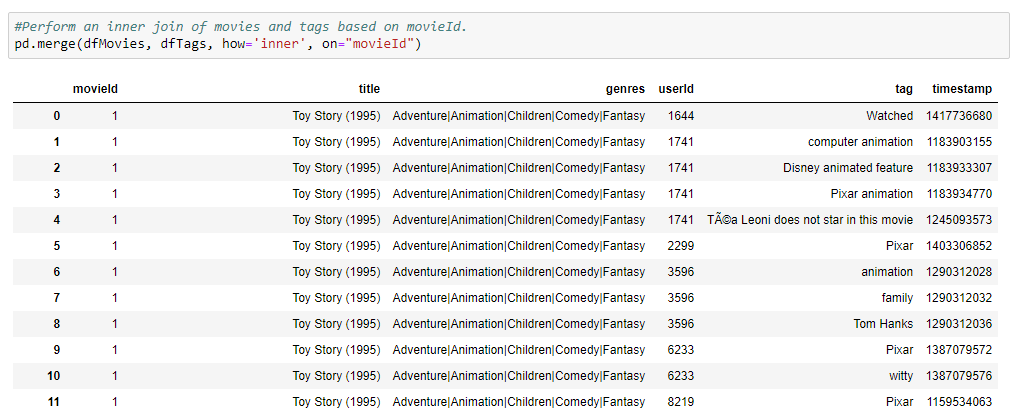 #Perform an inner join of movies and tags based on movieId.
pd.merge(dfMovies, dfTags, how='inner', on="movieId")
movieId title genres userId tag timestamp
0 1 Toy Story (1995) Adventure|Animation|Children|Comedy|Fantasy 1644 Watched 1417736680
1 1 Toy Story (1995) Adventure|Animation|Children|Comedy|Fantasy 1741 computer animation 1183903155
2 1 Toy Story (1995) Adventure|Animation|Children|Comedy|Fantasy 1741 Disney animated feature 1183933307
3 1 Toy Story (1995) Adventure|Animation|Children|Comedy|Fantasy 1741 Pixar animation 1183934770
4 1 Toy Story (1995) Adventure|Animation|Children|Comedy|Fantasy 1741 TÃ©a Leoni does not star in this movie 1245093573
5 1 Toy Story (1995) Adventure|Animation|Children|Comedy|Fantasy 2299 Pixar 1403306852
6 1 Toy Story (1995) Adventure|Animation|Children|Comedy|Fantasy 3596 animation 1290312028
7 1 Toy Story (1995) Adventure|Animation|Children|Comedy|Fantasy 3596 family 1290312032
8 1 Toy Story (1995) Adventure|Animation|Children|Comedy|Fantasy 3596 Tom Hanks 1290312036
9 1 Toy Story (1995) Adventure|Animation|Children|Comedy|Fantasy 6233 Pixar 1387079572
10 1 Toy Story (1995) Adventure|Animation|Children|Comedy|Fantasy 6233 witty 1387079576
11 1 Toy Story (1995) Adventure|Animation|Children|Comedy|Fantasy 8219 Pixar 1159534063